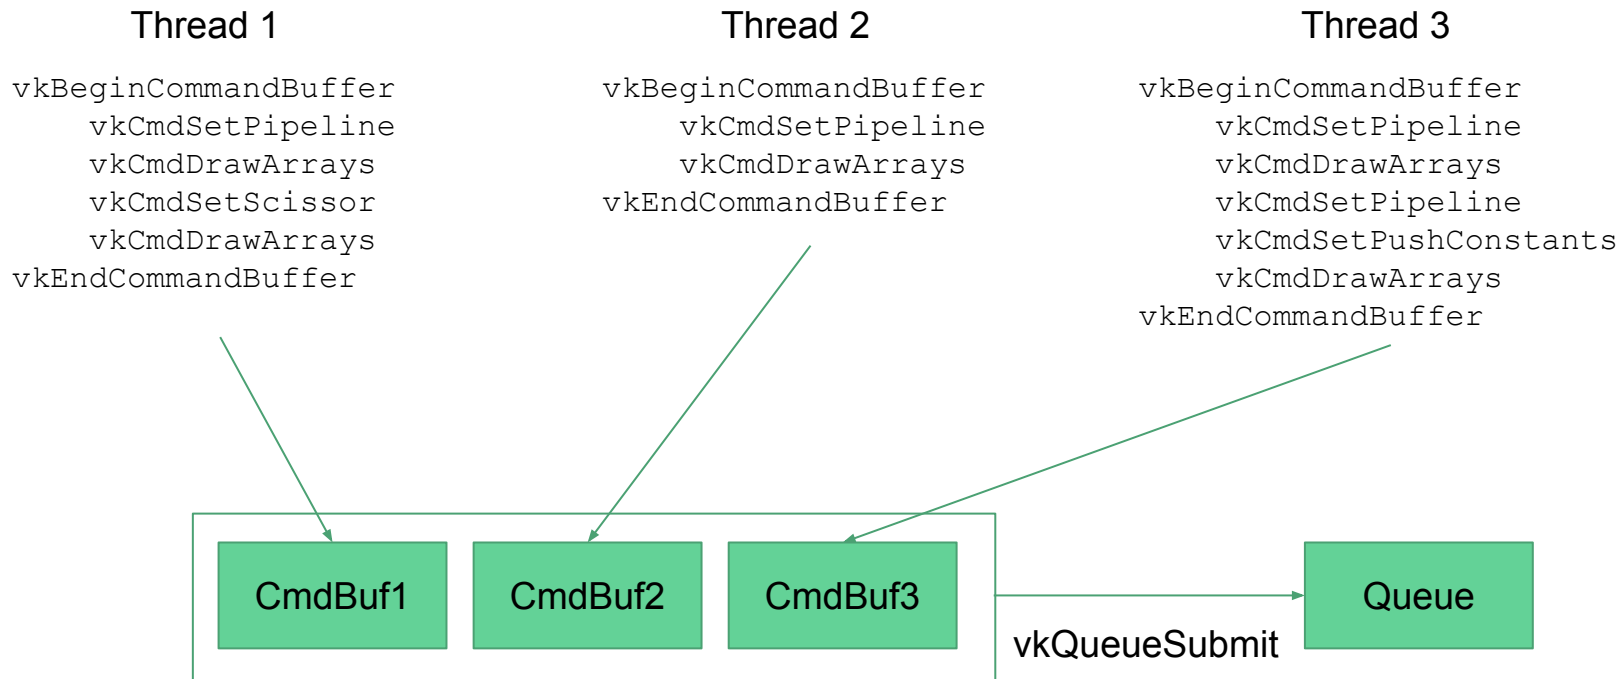 Thread 1
vkBeginCommandBuffer
vkCmdSetPipeline
vkCmdDrawArrays
vkCmdSetScissor
vkCmdDrawArrays
vkEndCommandBuffer
Thread 2
vkBeginCommandBuffer
vkCmdSetPipeline
vkCmdDrawArrays
vkEndCommandBuffer
Thread 3
vkBeginCommandBuffer
vkCmdSetPipeline
vkCmdDrawArrays
vkCmdSetPipeline
vkCmdSetPushConstants
vkCmdDrawArrays
vkEndCommandBuffer
CmdBuf1
CmdBuf2
CmdBuf3
vkQueueSubmit
Queue